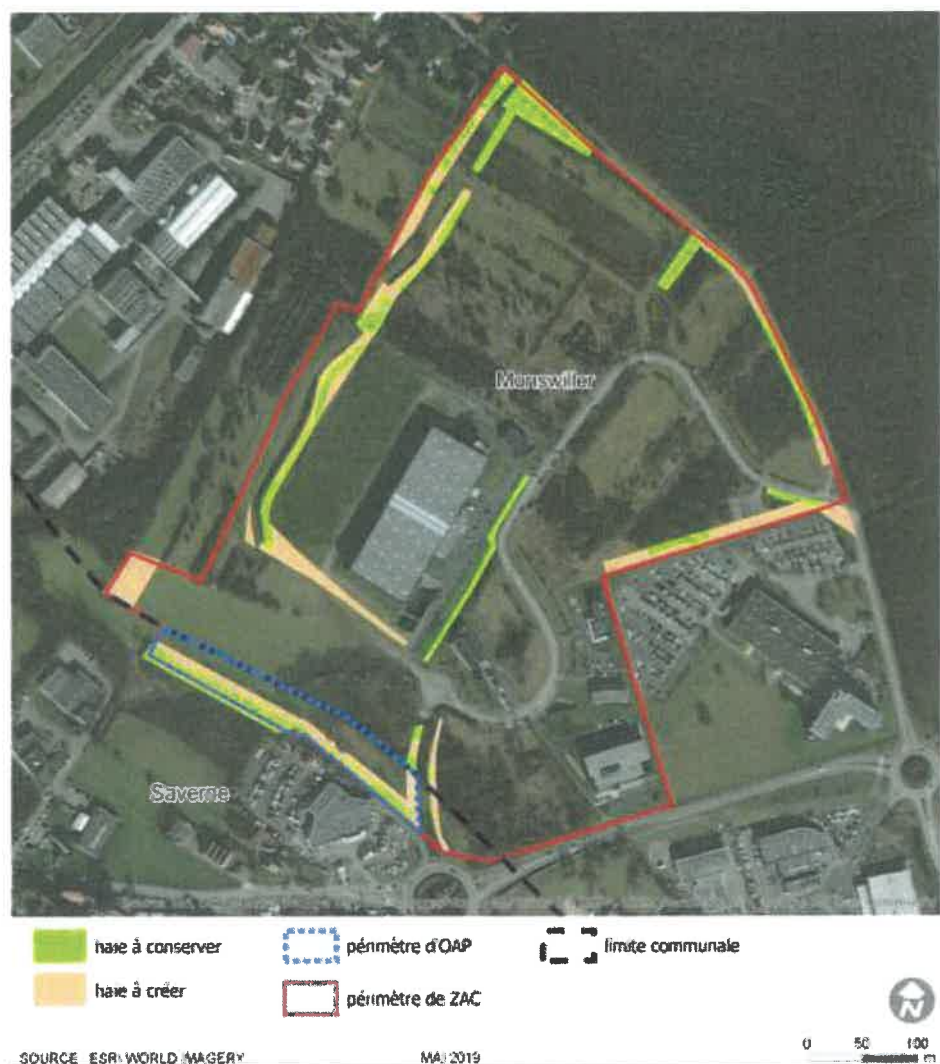 Monswiller
Saverne
haie à conserver
périmètre d'OAP
limite communale
haie à créer
périmètre de ZAC
N
0 50 100
SOURCE ESRI WORLD IMAGERY
MAI 2019